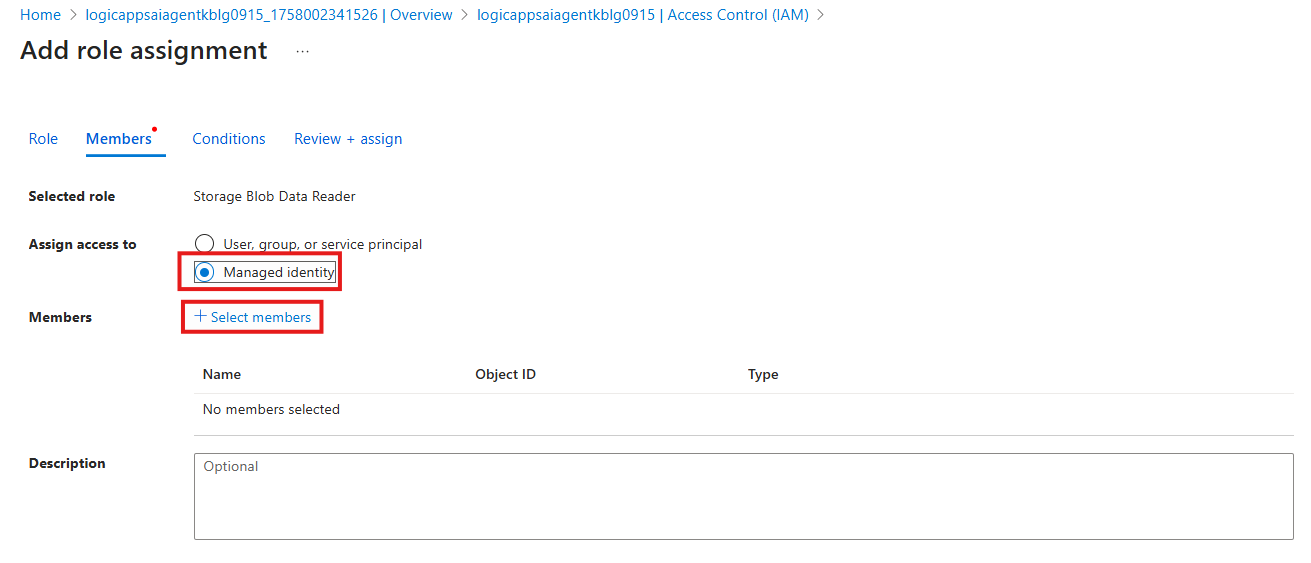 Home > logicappsaiagentkblg0915_1758002341526 | Overview > logicappsaiagentkblg0915 | Access Control (IAM) >
Add role assignment ...
Role Members Conditions Review + assign
Selected role Storage Blob Data Reader
Assign access to User, group, or service principal
Managed identity
Members + Select members
Name Object ID Type
No members selected
Description Optional